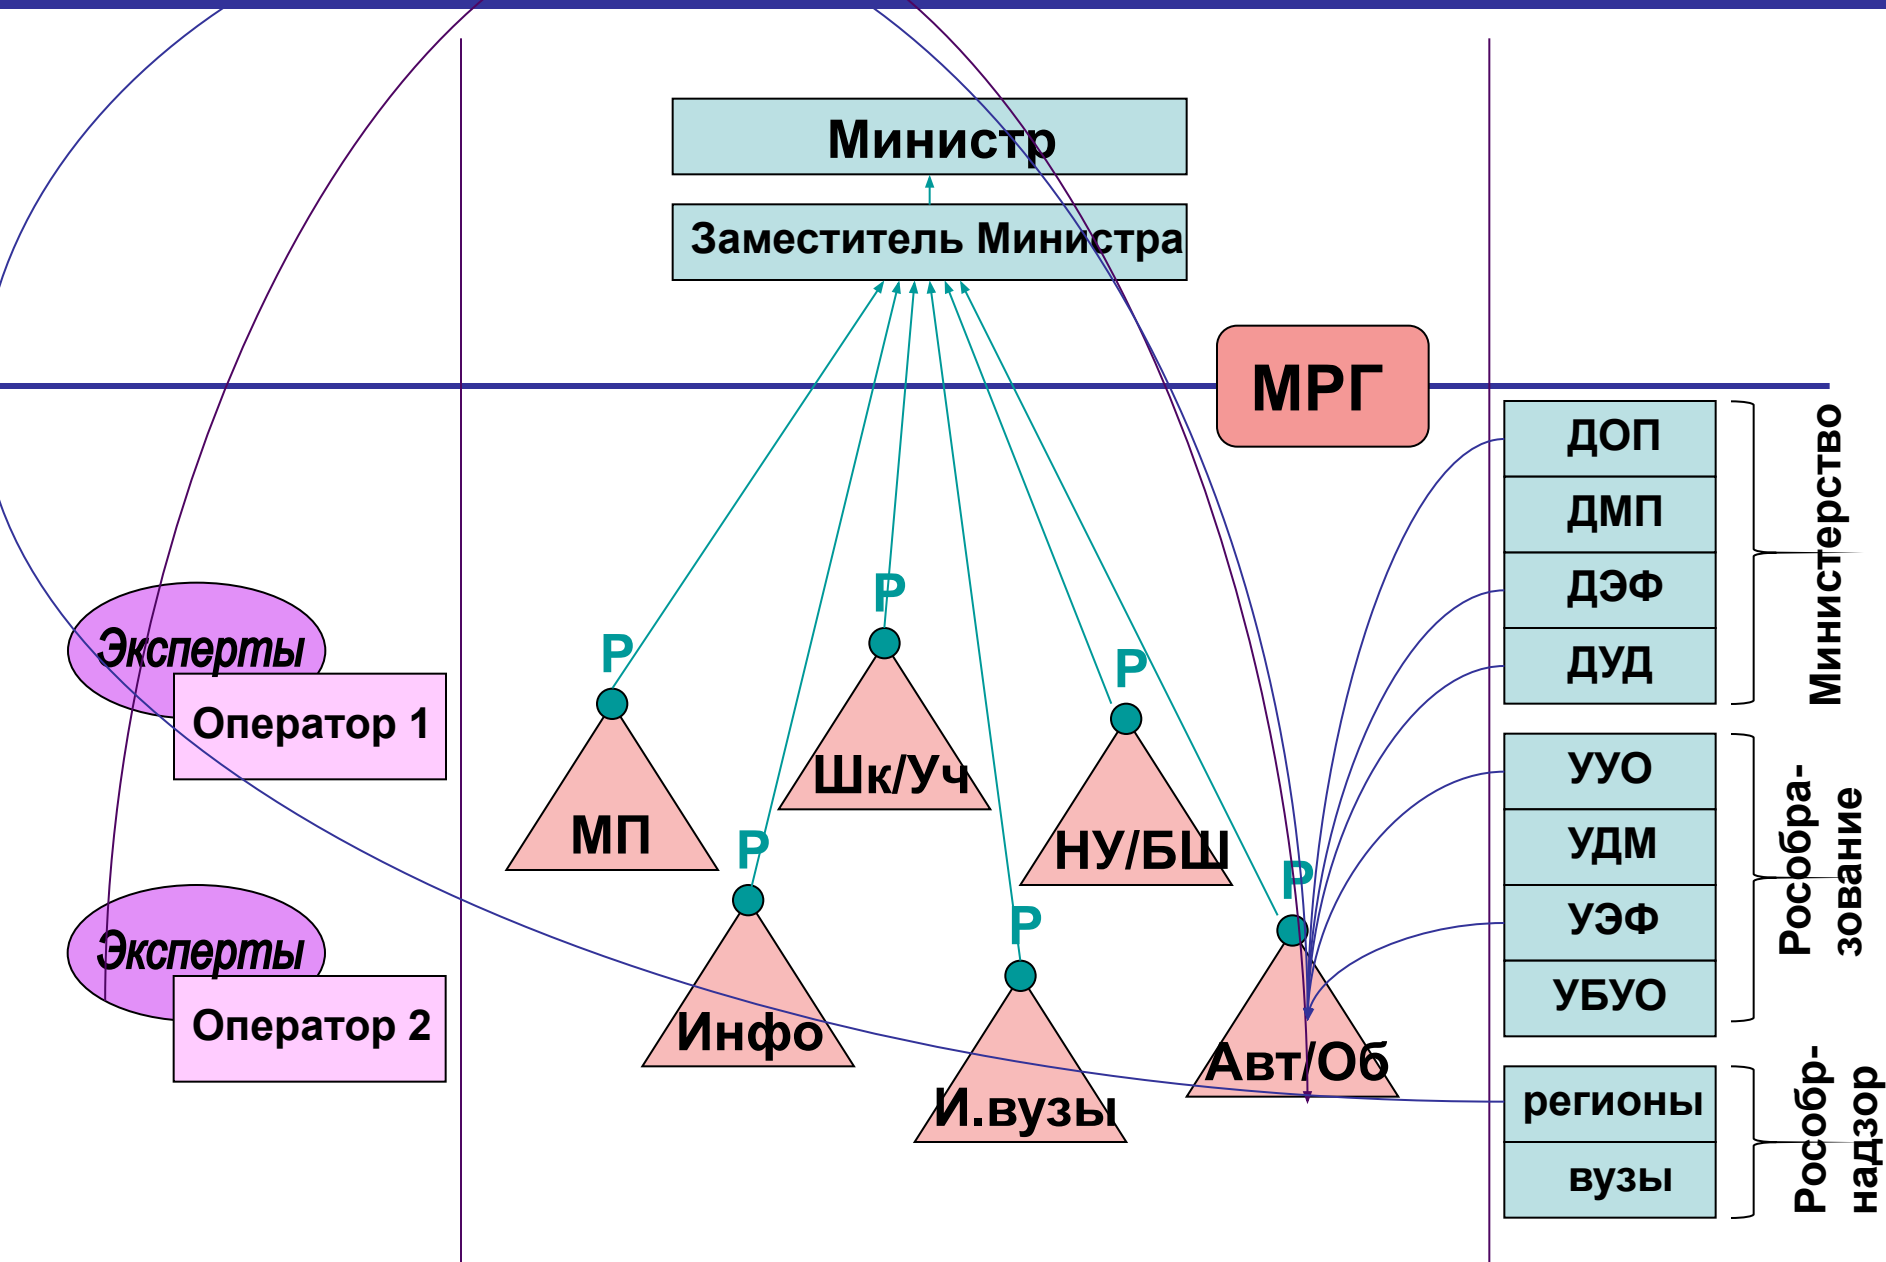 Министр
Заместитель Министра
МРГ
Эксперты
Оператор 1
Эксперты
Оператор 2
Р
МП
Р
Шк/Уч
Р
НУ/БШ
Р
Инфо
Р
И.вузы
Р
Авт/Об
ДОП
ДМП
ДЭФ
ДУД
Министерство
УУО
УДМ
УЭФ
УБУО
Рособра-
зование
регионы
вузы
Рособр-
надзор